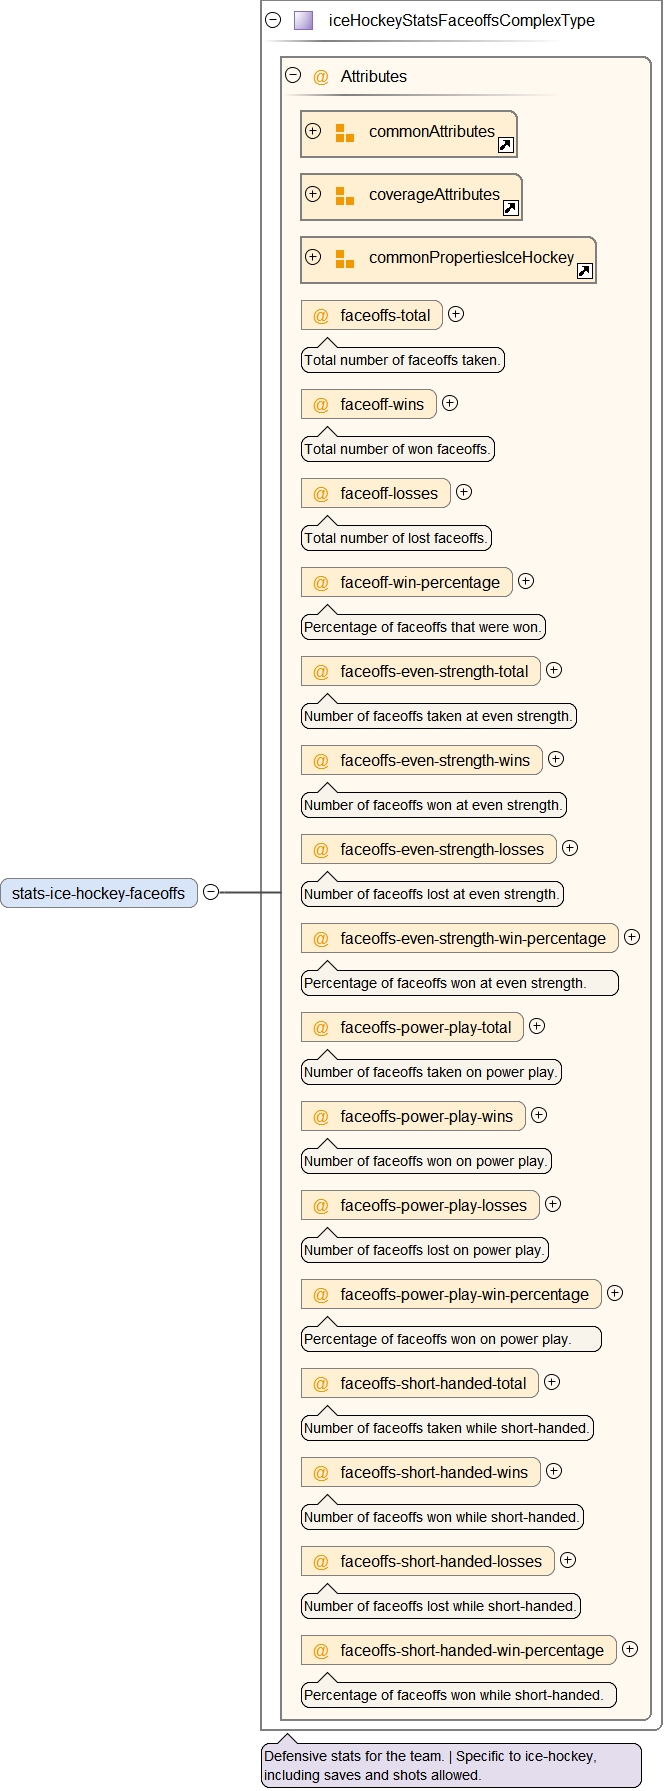 iceHockeyStatsFaceoffsComplexType
@ Attributes
commonAttributes
coverageAttributes
commonPropertiesIceHockey
@ faceoffs-total
Total number of faceoffs taken.
@ faceoff-wins
Total number of won faceoffs.
@ faceoff-losses
Total number of lost faceoffs.
@ faceoff-win-percentage
Percentage of faceoffs that were won.
@ faceoffs-even-strength-total
Number of faceoffs taken at even strength.
@ faceoffs-even-strength-wins
Number of faceoffs won at even strength.
@ faceoffs-even-strength-losses
stats-ice-hockey-faceoffs
Number of faceoffs lost at even strength.
@ faceoffs-even-strength-win-percentage
Percentage of faceoffs won at even strength.
@ faceoffs-power-play-total
Number of faceoffs taken on power play.
@ faceoffs-power-play-wins
Number of faceoffs won on power play.
@ faceoffs-power-play-losses
Number of faceoffs lost on power play.
@ faceoffs-power-play-win-percentage
Percentage of faceoffs won on power play.
@ faceoffs-short-handed-total
Number of faceoffs taken while short-handed.
@ faceoffs-short-handed-wins
Number of faceoffs won while short-handed.
@ faceoffs-short-handed-losses
Number of faceoffs lost while short-handed.
@ faceoffs-short-handed-win-percentage
Percentage of faceoffs won while short-handed.
Defensive stats for the team. | Specific to ice-hockey,
including saves and shots allowed.